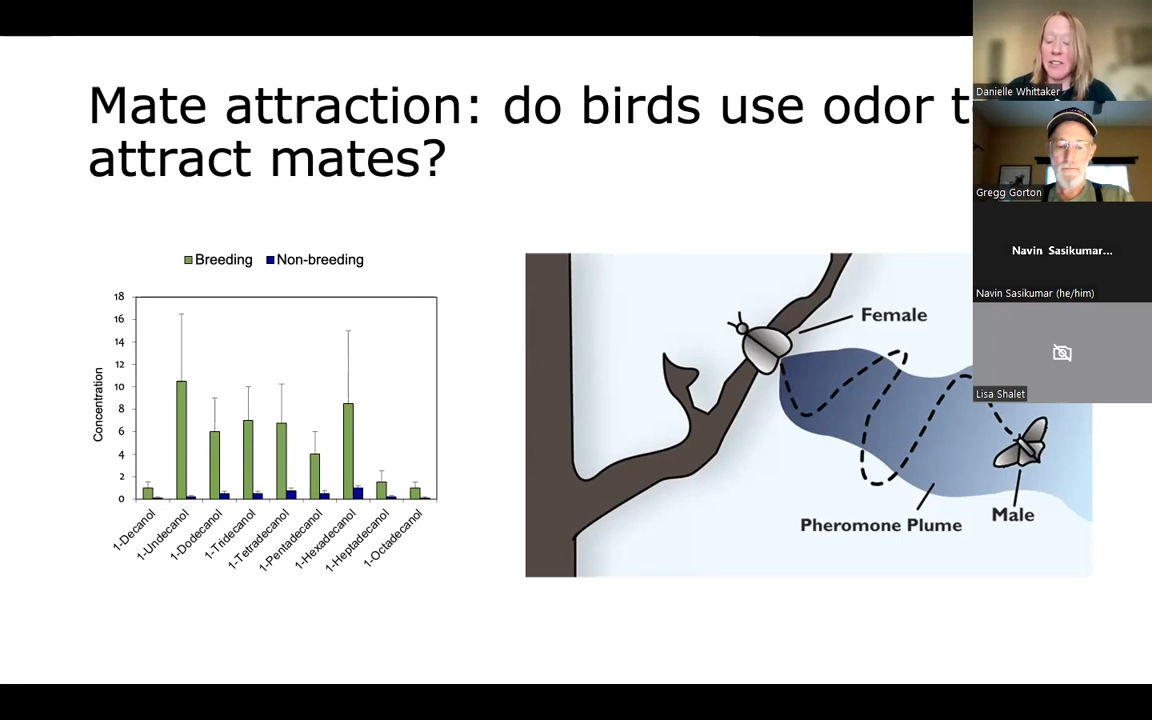 Mate attraction: do birds use odor t
attract mates?
Breeding Non-breeding
18
16
14
12
10
8
6
4
2
0
Concentration
1-Decanol
1-Undecanol
1-Dodecanol
1-Tridecanol
1-Tetradecanol
1-Pentadecanol
1-Hexadecanol
1-Heptadecanol
1-Octadecanol
Female
Pheromone Plume
Male
Danielle Whittaker
Gregg Gorton
Navin Sasikumar...
Navin Sasikumar (he/him)
Lisa Shalet